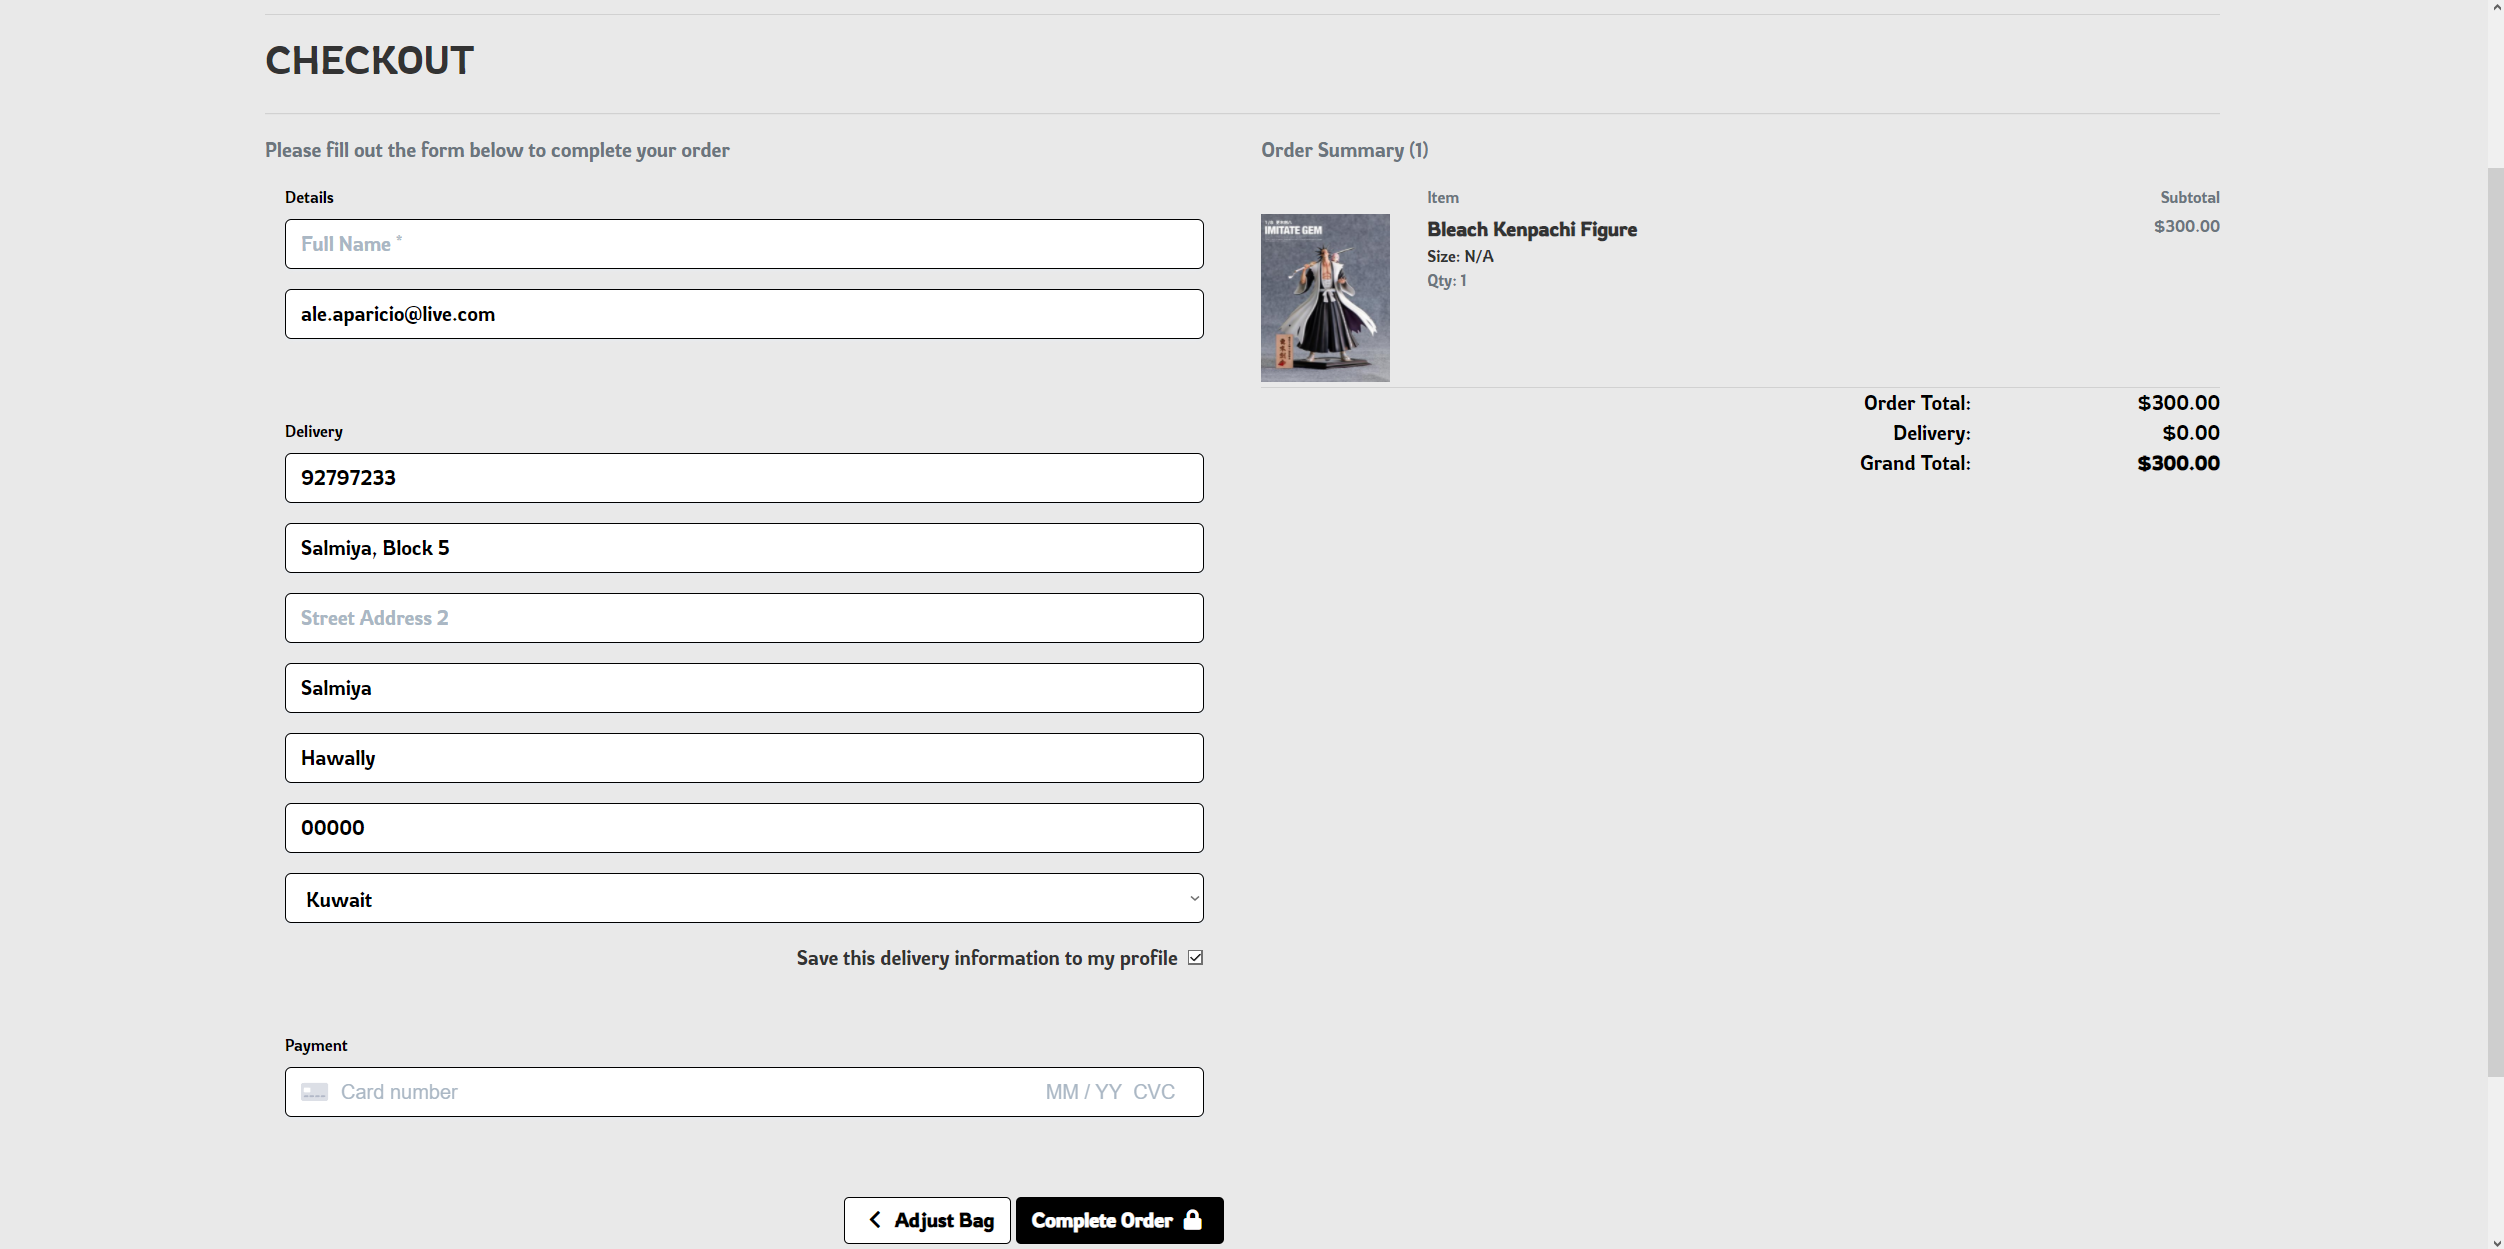 CHECKOUT
Please fill out the form below to complete your order
Details
Full Name *
ale.aparicio@live.com
Delivery
92797233
Salmiya, Block 5
Street Address 2
Salmiya
Hawally
00000
Kuwait
Save this delivery information to my profile
Payment
Card number MM / YY CVC
Adjust Bag
Complete Order
Order Summary (1)
Item Subtotal
IMITATE GEM
Bleach Kenpachi Figure $300.00
Size: N/A
Qty: 1
Order Total: $300.00
Delivery: $0.00
Grand Total: $300.00